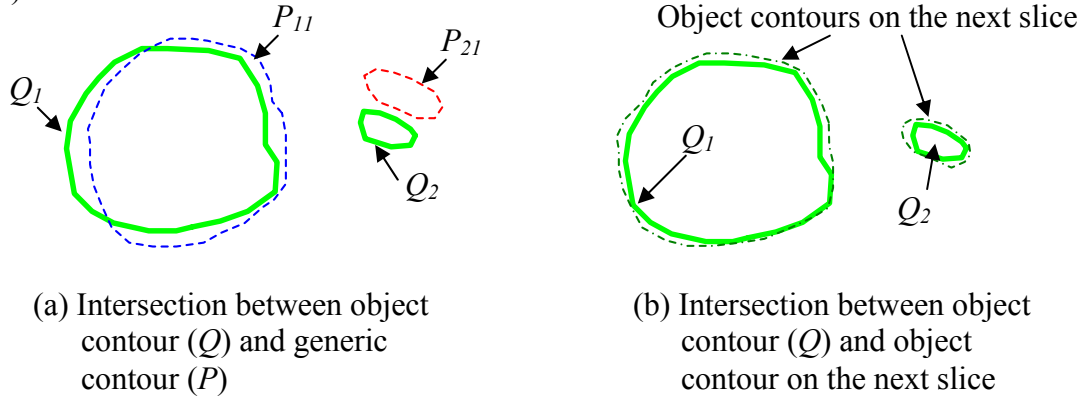 )
P11
P21
Q1
Q2
Object contours on the next slice
Q1
Q2
(a) Intersection between object
contour (Q) and generic
contour (P)
(b) Intersection between object
contour (Q) and object
contour on the next slice